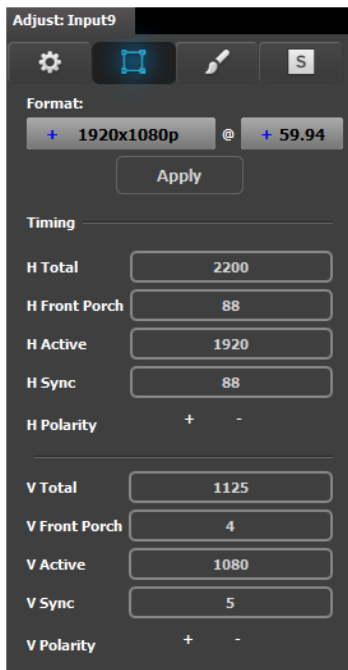 Adjust: Input9
S
Format:
+ 1920x1080p @ + 59.94
Apply
Timing
H Total 2200
H Front Porch 88
H Active 1920
H Sync 88
H Polarity + -
V Total 1125
V Front Porch 4
V Active 1080
V Sync 5
V Polarity + -